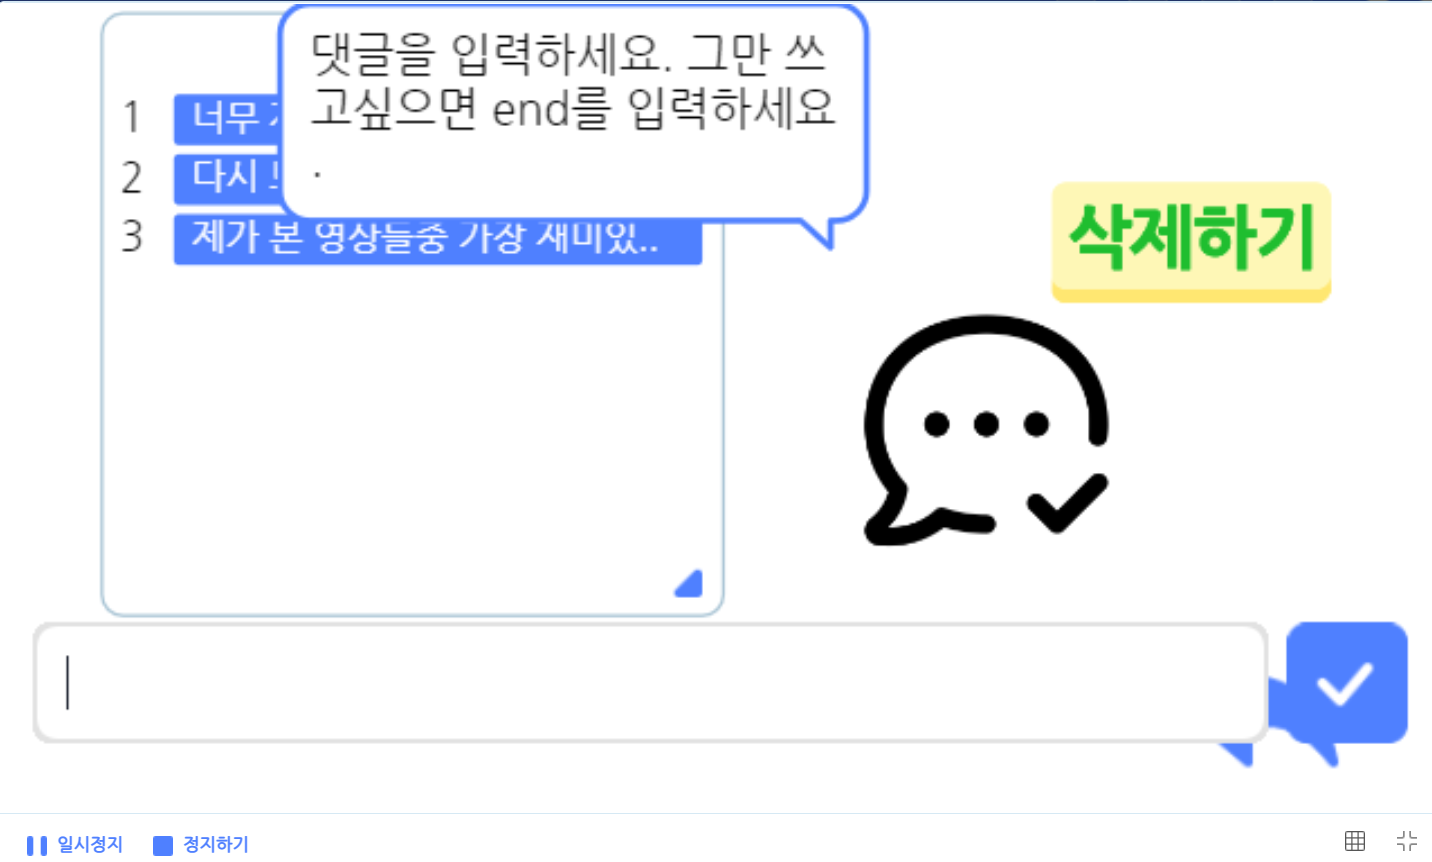 댓글을 입력하세요. 그만 쓰
고싶으면 end를 입력하세요
.
1 너무
2 다시
3 제가 본 영상들중 가장 재미있..
삭제하기
일시정지 정지하기